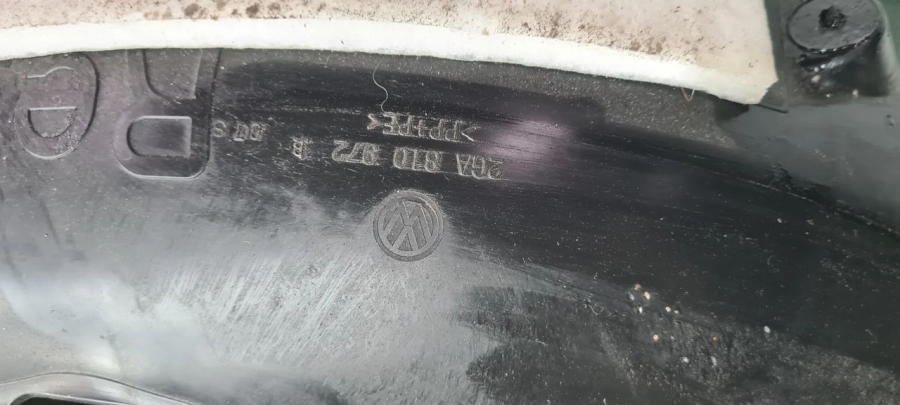 2GA 810 972 B
>PP+PE<
R